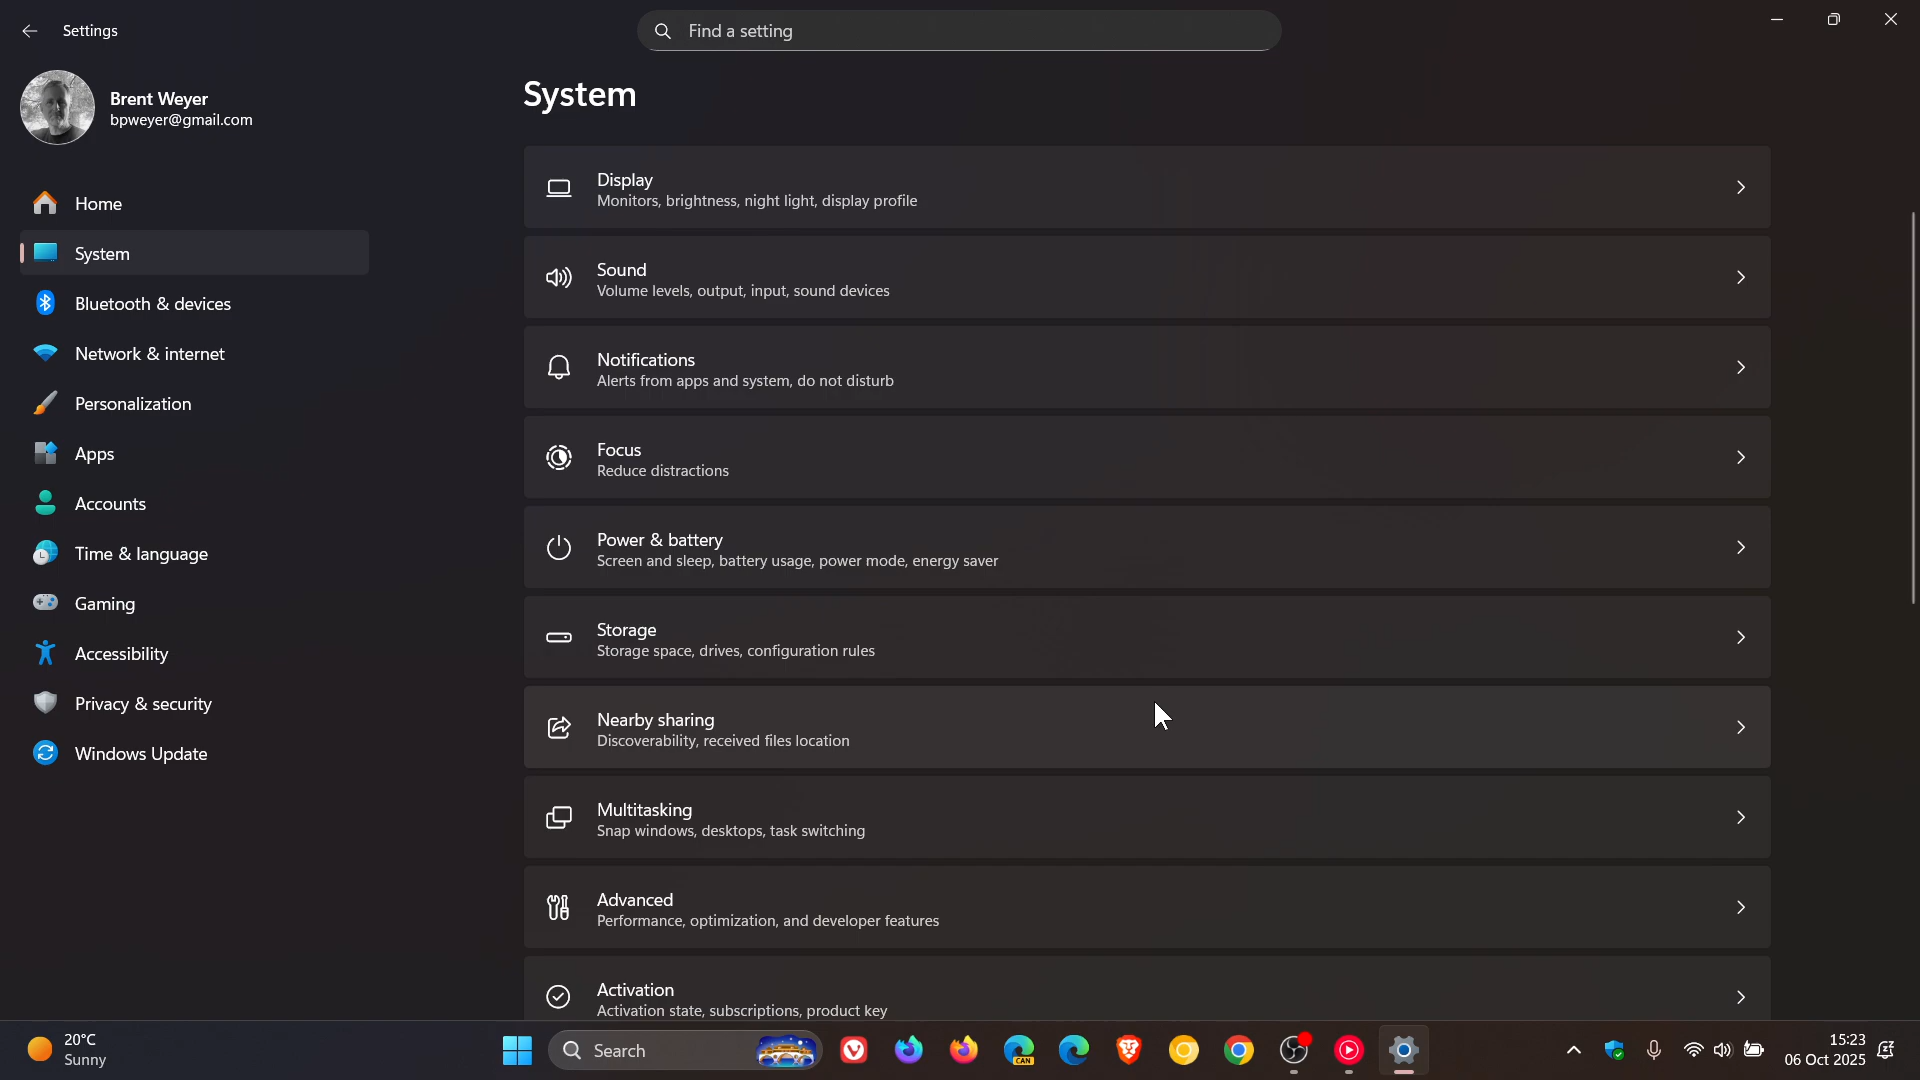 Settings
Find a setting
Brent Weyer
bpweyer@gmail.com
Home
System
Bluetooth & devices
Network & internet
Personalization
Apps
Accounts
Time & language
Gaming
Accessibility
Privacy & security
Windows Update
System
Display
Monitors, brightness, night light, display profile
Sound
Volume levels, output, input, sound devices
Notifications
Alerts from apps and system, do not disturb
Focus
Reduce distractions
Power & battery
Screen and sleep, battery usage, power mode, energy saver
Storage
Storage space, drives, configuration rules
Nearby sharing
Discoverability, received files location
Multitasking
Snap windows, desktops, task switching
Advanced
Performance, optimization, and developer features
Activation
Activation state, subscriptions, product key
20°C
Sunny
Search
CAN
15:23
06 Oct 2025